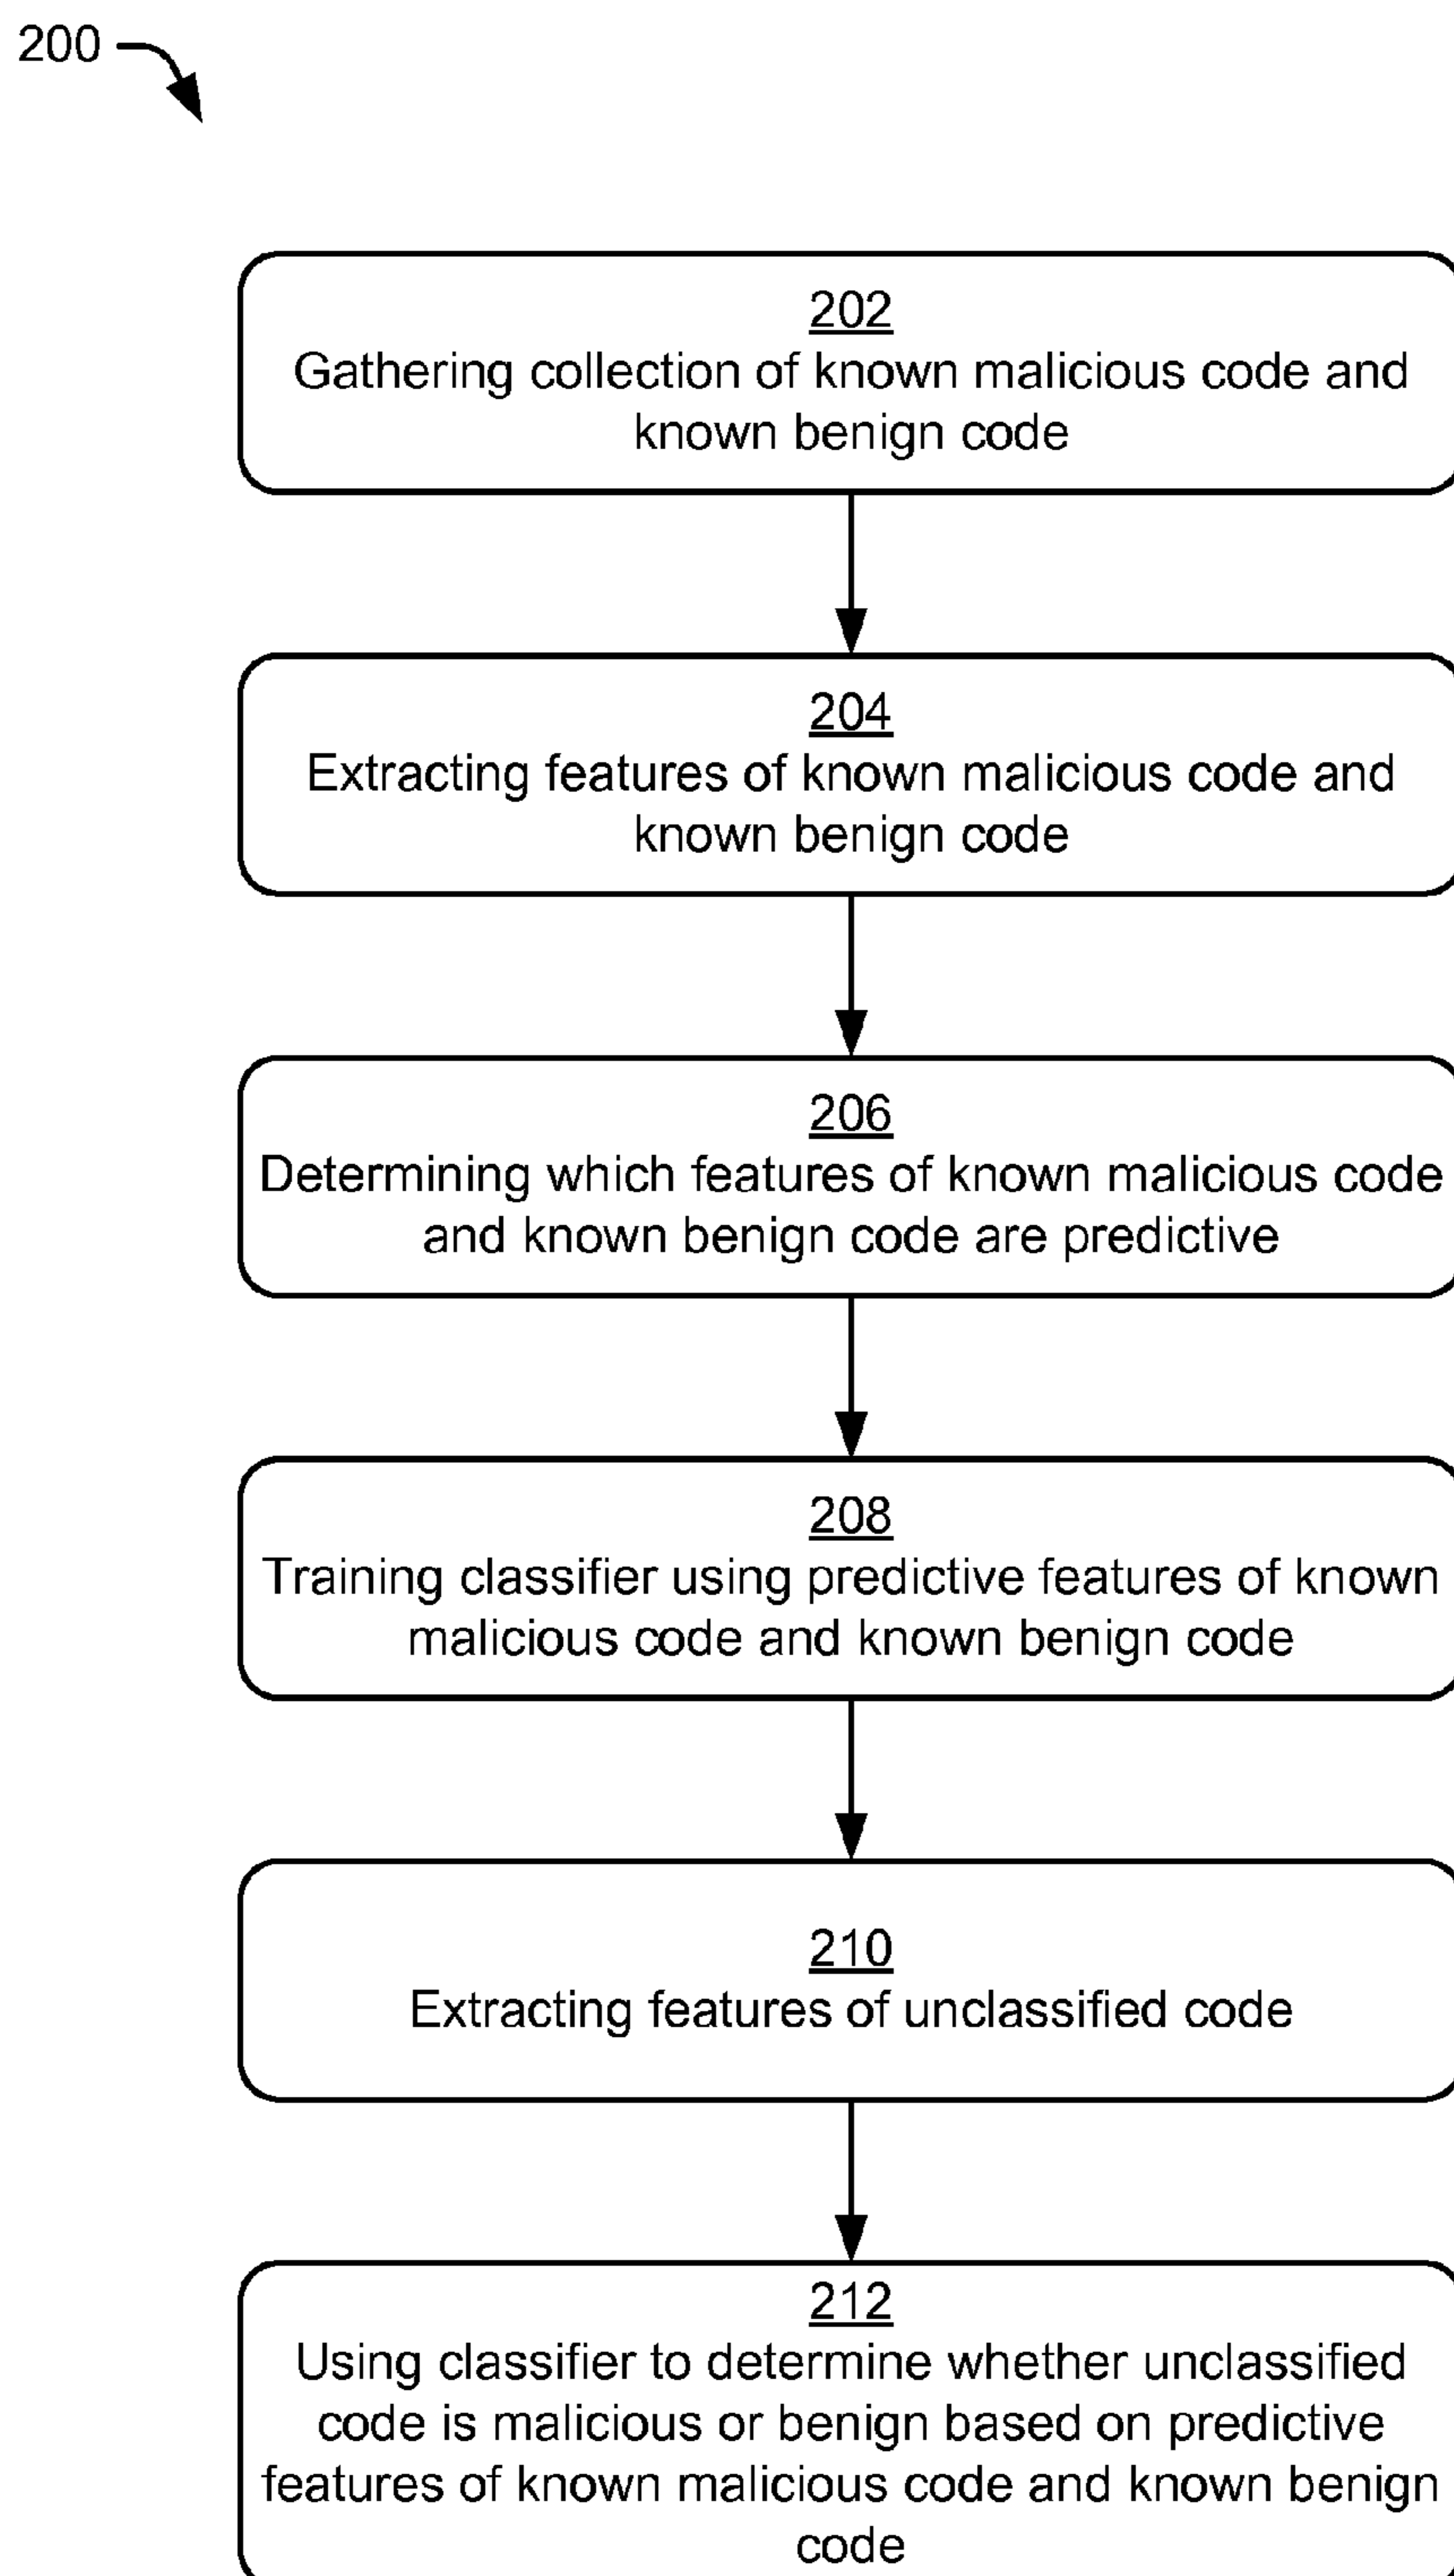 200
202
Gathering collection of known malicious code and
known benign code
204
Extracting features of known malicious code and
known benign code
206
Determining which features of known malicious code
and known benign code are predictive
208
Training classifier using predictive features of known
malicious code and known benign code
210
Extracting features of unclassified code
212
Using classifier to determine whether unclassified
code is malicious or benign based on predictive
features of known malicious code and known benign
code